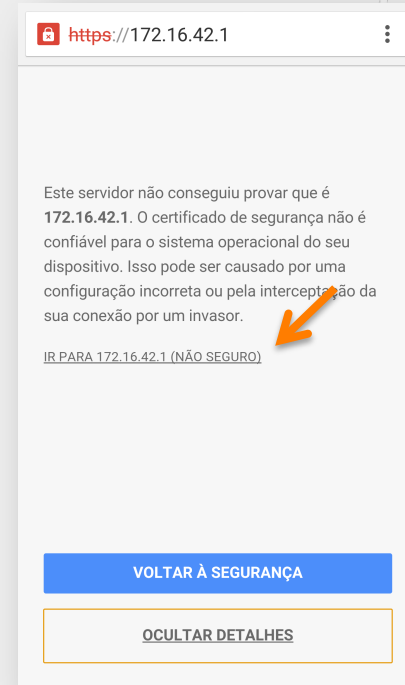 https://172.16.42.1
Este servidor não conseguiu provar que é
172.16.42.1. O certificado de segurança não é
confiável para o sistema operacional do seu
dispositivo. Isso pode ser causado por uma
configuração incorreta ou pela interceptação da
sua conexão por um invasor.
IR PARA 172.16.42.1 (NÃO SEGURO)
VOLTAR À SEGURANÇA
OCULTAR DETALHES